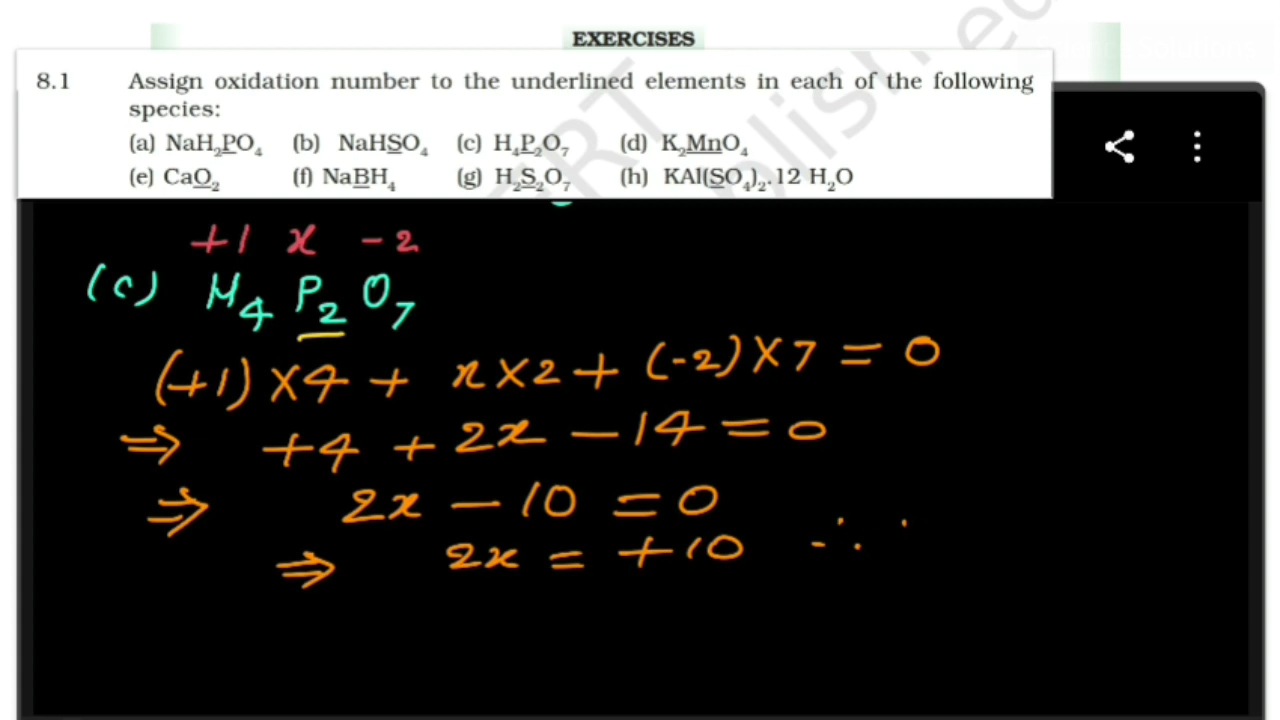 EXERCISES
8.1 Assign oxidation number to the underlined elements in each of the following
species:
(a) NaH₂PO₄ (b) NaHSO₄ (c) H₄P₂O₇ (d) K₂MnO₄
(e) CaO₂ (f) NaBH₄ (g) H₂S₂O₇ (h) KAl(SO₄)₂.12 H₂O
+1 x -2
(c) H₄ P₂ O₇
(+1) × 4 + x × 2 + (-2) × 7 = 0
⇒ +4 + 2x - 14 = 0
⇒ 2x - 10 = 0
⇒ 2x = +10 ∴